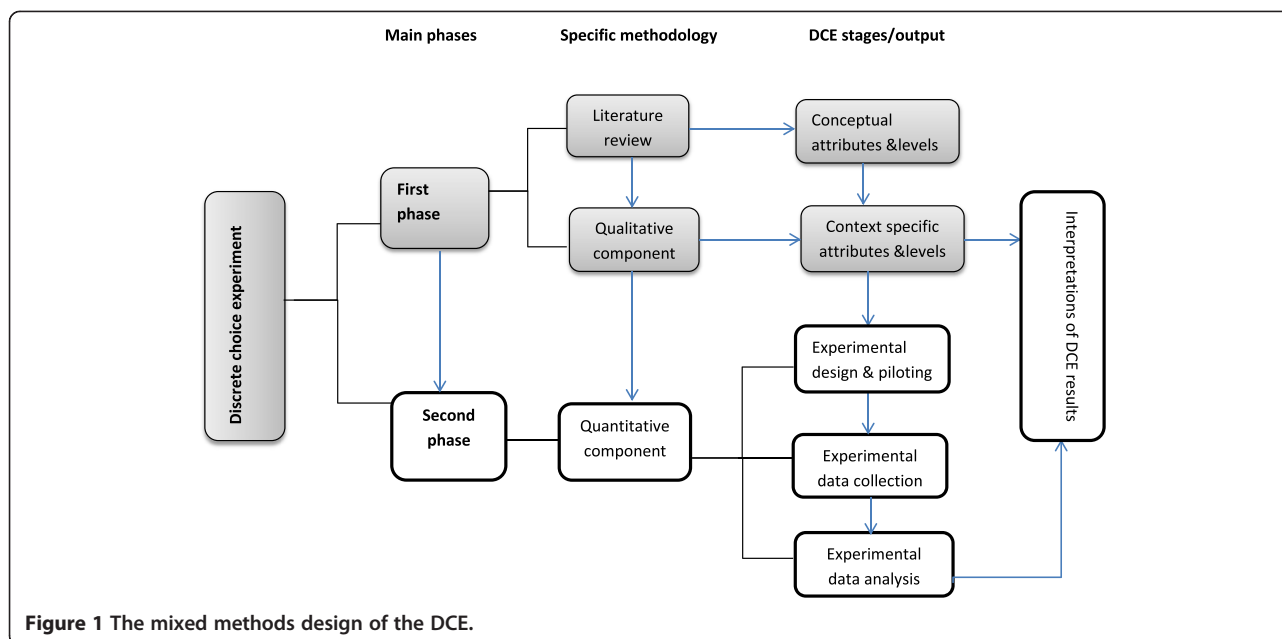 Main phases
Specific methodology
DCE stages/output
Literature
review
Conceptual
attributes &levels
First
phase
Qualitative
component
Context specific
attributes &levels
Discrete choice experiment
Interpretations of DCE results
Experimental
design & piloting
Second
phase
Quantitative
component
Experimental
data collection
Experimental
data analysis
Figure 1 The mixed methods design of the DCE.